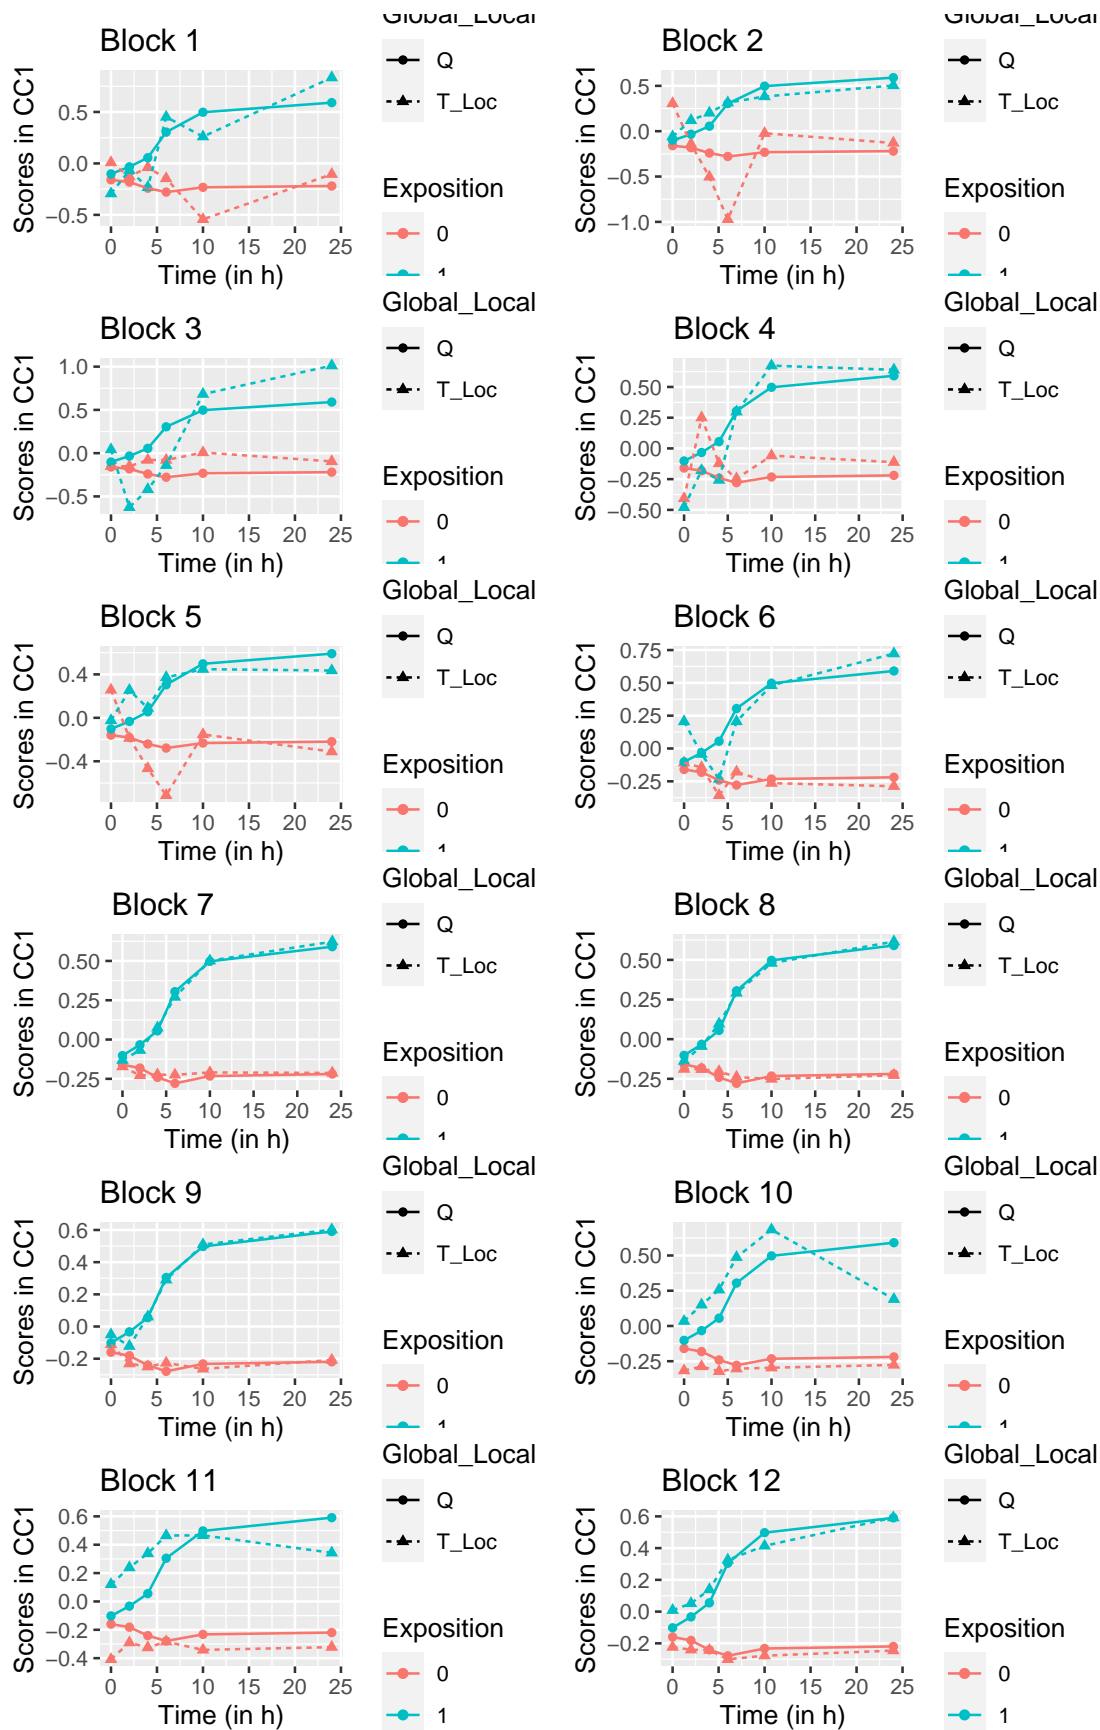 Global_Local
Block 1
Scores in CC1
0.5
0.0
−0.5
0 5 10 15 20 25
Time (in h)
Q
T_Loc
Exposition
0
1
Global_Local
Block 2
Scores in CC1
0.5
0.0
−0.5
−1.0
0 5 10 15 20 25
Time (in h)
Q
T_Loc
Exposition
0
1
Global_Local
Block 3
Scores in CC1
1.0
0.5
0.0
−0.5
0 5 10 15 20 25
Time (in h)
Q
T_Loc
Exposition
0
1
Global_Local
Block 4
Scores in CC1
0.50
0.25
0.00
−0.25
−0.50
0 5 10 15 20 25
Time (in h)
Q
T_Loc
Exposition
0
1
Global_Local
Block 5
Scores in CC1
0.4
0.0
−0.4
0 5 10 15 20 25
Time (in h)
Q
T_Loc
Exposition
0
1
Global_Local
Block 6
Scores in CC1
0.75
0.50
0.25
0.00
−0.25
0 5 10 15 20 25
Time (in h)
Q
T_Loc
Exposition
0
1
Global_Local
Block 7
Scores in CC1
0.50
0.25
0.00
−0.25
0 5 10 15 20 25
Time (in h)
Q
T_Loc
Exposition
0
1
Global_Local
Block 8
Scores in CC1
0.50
0.25
0.00
−0.25
0 5 10 15 20 25
Time (in h)
Q
T_Loc
Exposition
0
1
Global_Local
Block 9
Scores in CC1
0.6
0.4
0.2
0.0
−0.2
0 5 10 15 20 25
Time (in h)
Q
T_Loc
Exposition
0
1
Global_Local
Block 10
Scores in CC1
0.50
0.25
0.00
−0.25
0 5 10 15 20 25
Time (in h)
Q
T_Loc
Exposition
0
1
Global_Local
Block 11
Scores in CC1
0.6
0.4
0.2
0.0
−0.2
−0.4
0 5 10 15 20 25
Time (in h)
Q
T_Loc
Exposition
0
1
Global_Local
Block 12
Scores in CC1
0.6
0.4
0.2
0.0
−0.2
0 5 10 15 20 25
Time (in h)
Q
T_Loc
Exposition
0
1